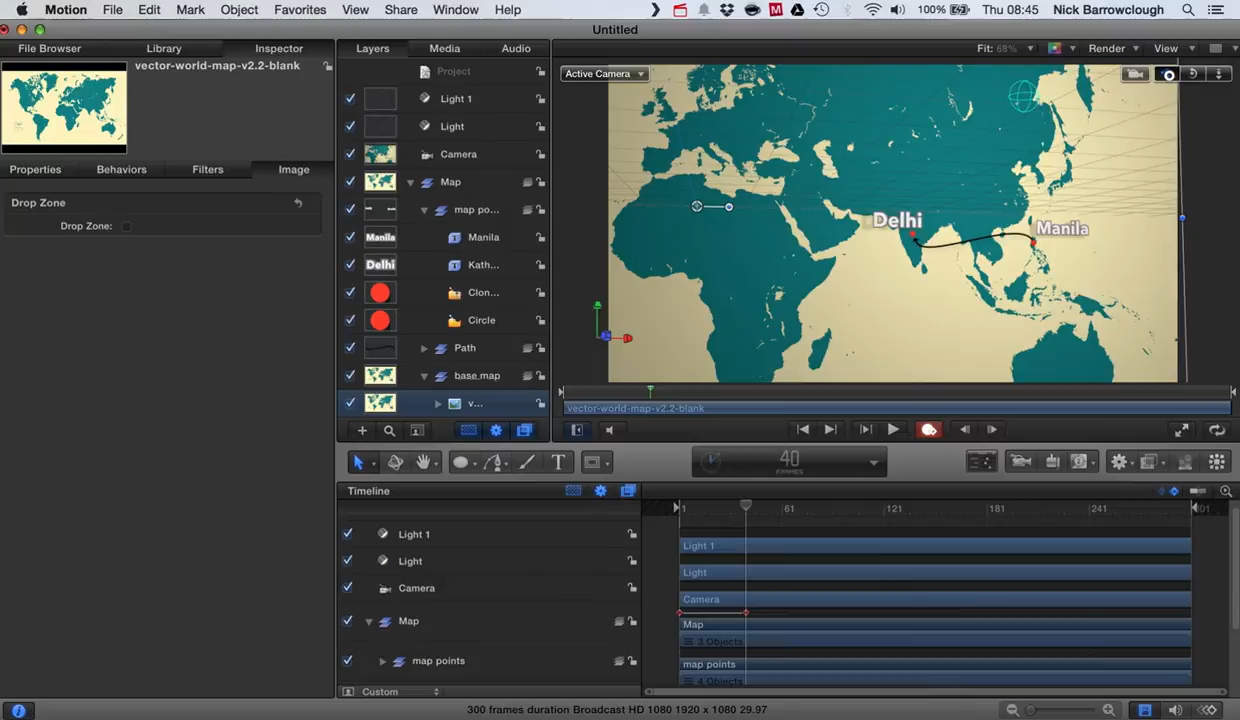 Motion File Edit Mark Object Favorites View Share Window Help 100% Thu 08:45 Nick Barrowclough
Untitled
File Browser Library Inspector Layers Media Audio Fit: 68% Render View
vector-world-map-v2.2-blank
Properties Behaviors Filters Image
Drop Zone
Drop Zone:
Project
Light 1
Light
Camera
Map
map po...
Manila Manila
Delhi Kath...
Clon...
Circle
Path
base map
v...
Active Camera
Delhi
Manila
vector-world-map-v2.2-blank
T 40
FRAMES
Timeline
1 61 121 181 241 301
Light 1 Light 1
Light Light
Camera Camera
Map Map
3 Objects
map points map points
4 Objects
Custom
300 frames duration Broadcast HD 1080 1920 x 1080 29.97